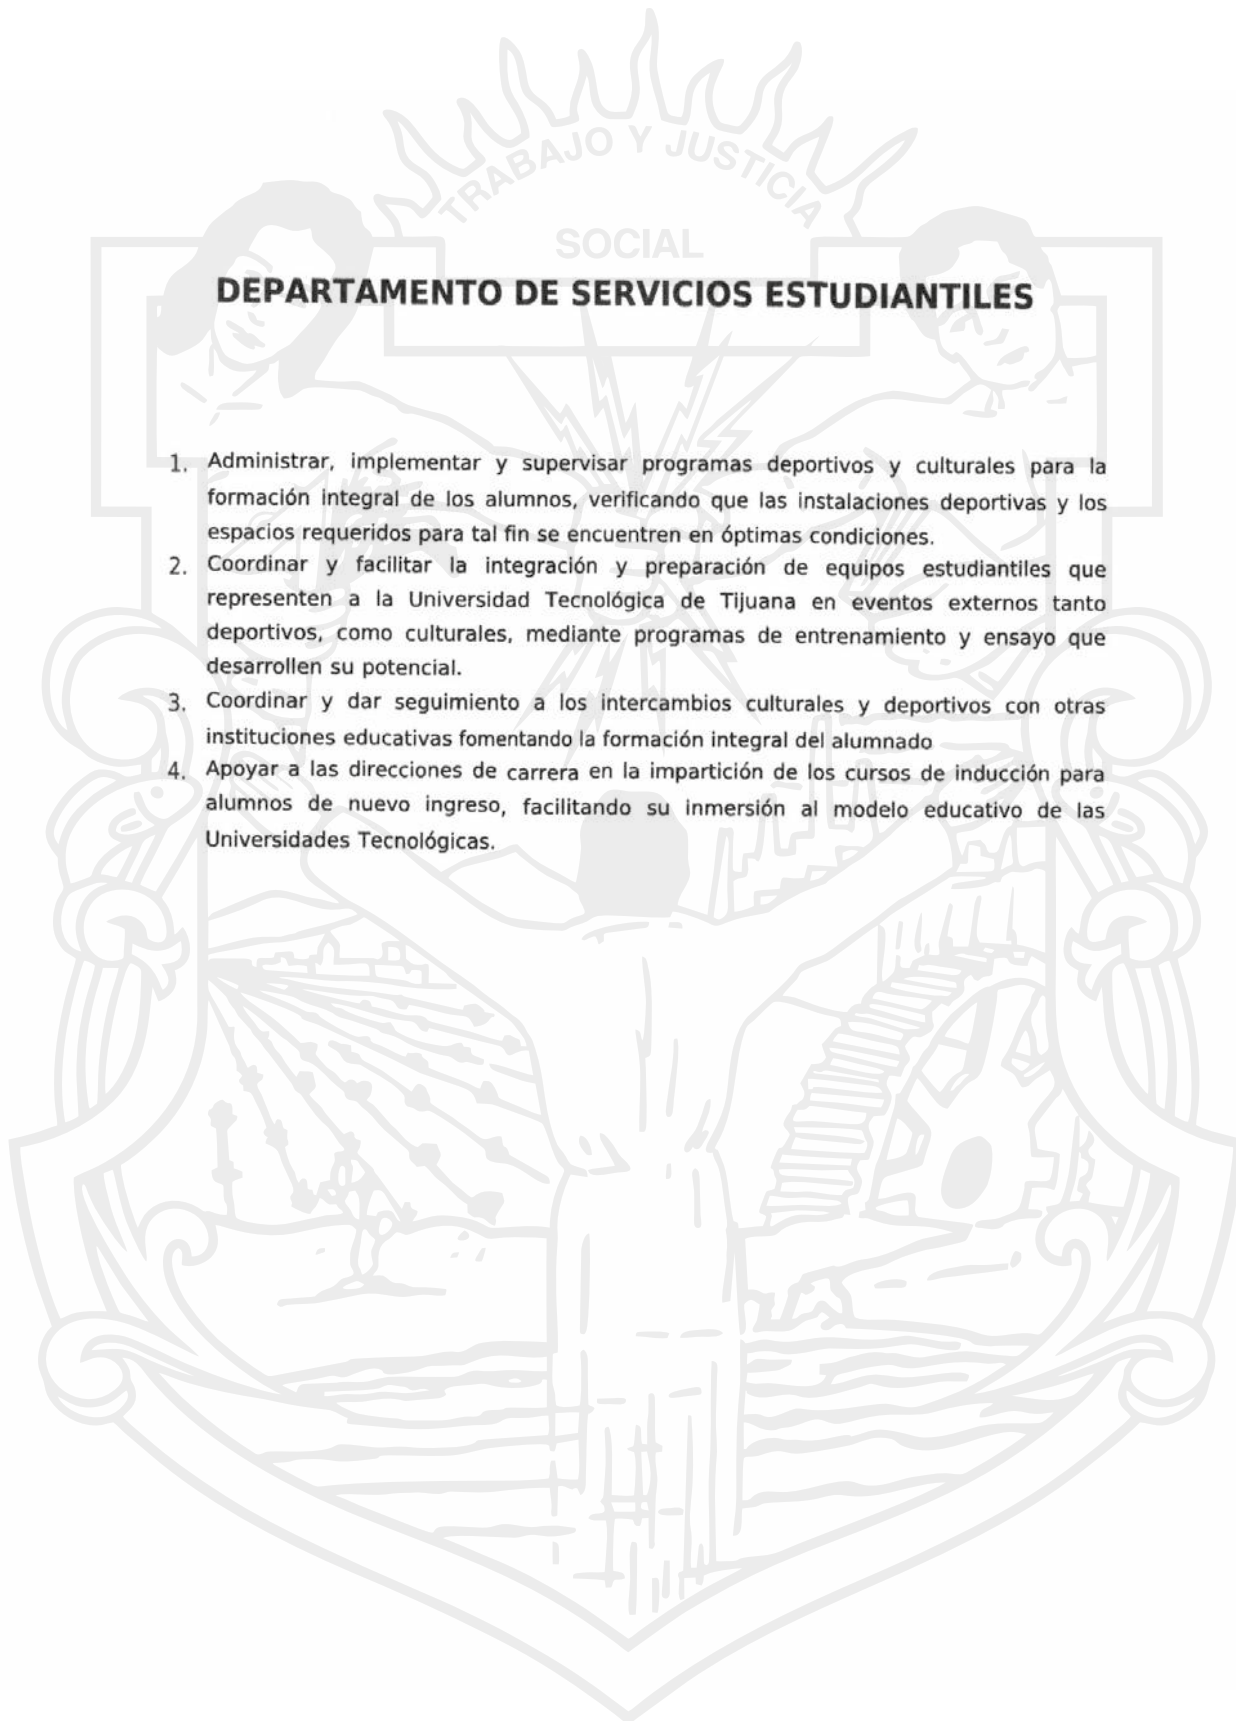 TRABAJO Y JUSTICIA
SOCIAL
DEPARTAMENTO DE SERVICIOS ESTUDIANTILES
1. Administrar, implementar y supervisar programas deportivos y culturales para la
formación integral de los alumnos, verificando que las instalaciones deportivas y los
espacios requeridos para tal fin se encuentren en óptimas condiciones.
2. Coordinar y facilitar la integración y preparación de equipos estudiantiles que
representen a la Universidad Tecnológica de Tijuana en eventos externos tanto
deportivos, como culturales, mediante programas de entrenamiento y ensayo que
desarrollen su potencial.
3. Coordinar y dar seguimiento a los intercambios culturales y deportivos con otras
instituciones educativas fomentando la formación integral del alumnado
4. Apoyar a las direcciones de carrera en la impartición de los cursos de inducción para
alumnos de nuevo ingreso, facilitando su inmersión al modelo educativo de las
Universidades Tecnológicas.